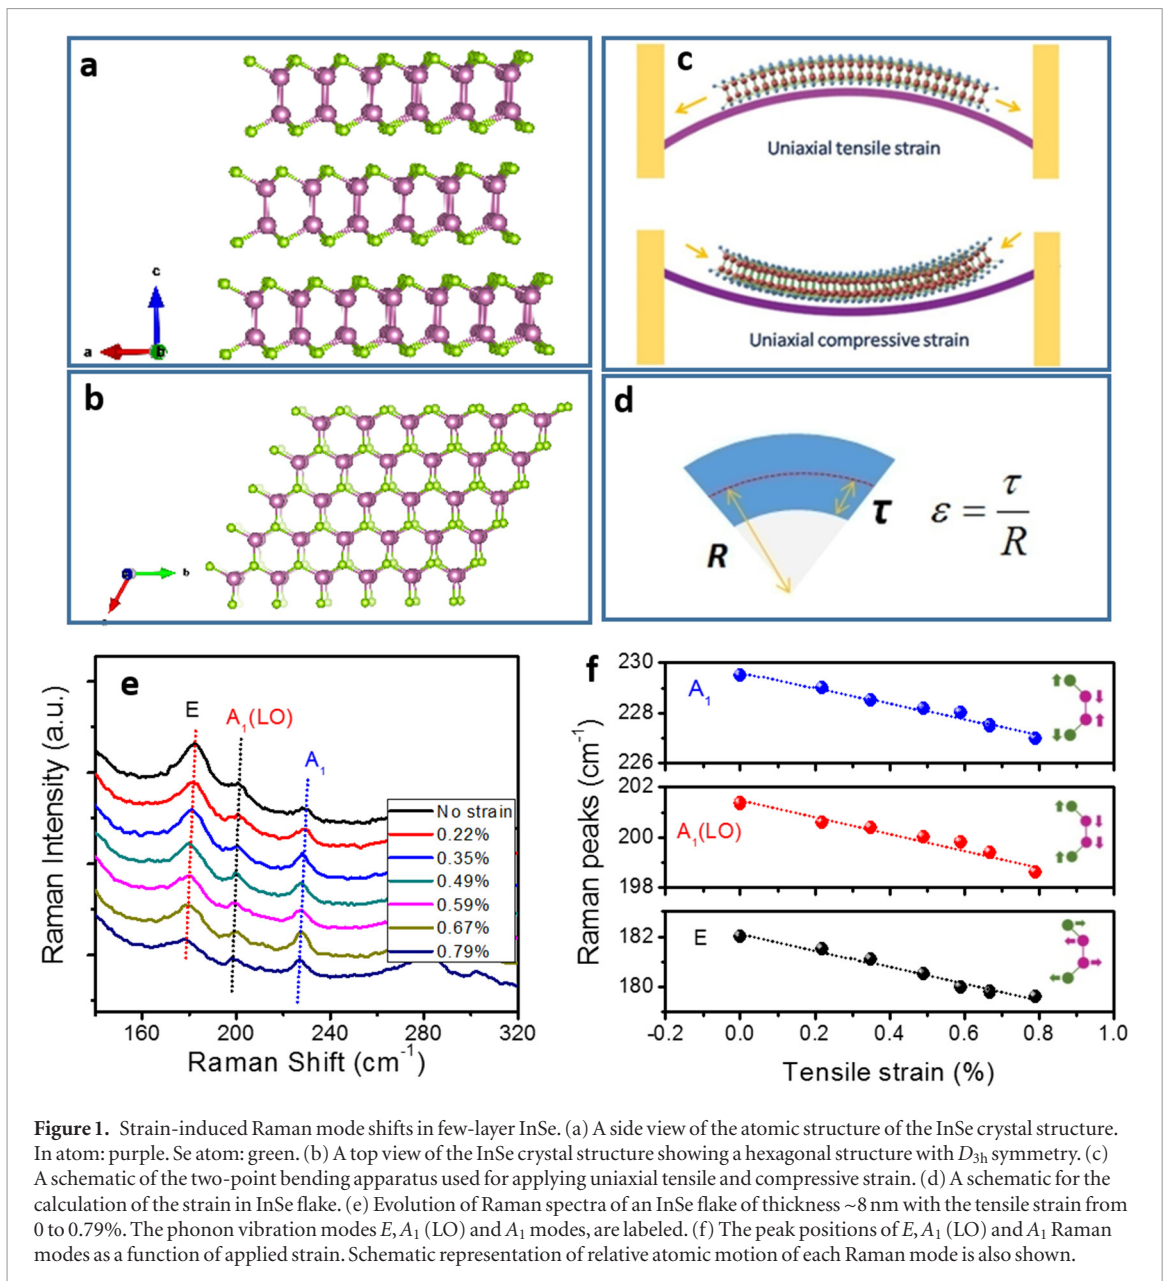 a
c
a
b
b
b
c
Uniaxial tensile strain
Uniaxial compressive strain
d
R
τ
ε = τ/R
e
E
A₁(LO)
A₁
No strain
0.22%
0.35%
0.49%
0.59%
0.67%
0.79%
Raman Intensity (a.u.)
160 200 240 280 320
Raman Shift (cm⁻¹)
f
230
228
226
A₁
202
200
198
A₁(LO)
182
180
E
Raman peaks (cm⁻¹)
-0.2 0.0 0.2 0.4 0.6 0.8 1.0
Tensile strain (%)
Figure 1. Strain-induced Raman mode shifts in few-layer InSe. (a) A side view of the atomic structure of the InSe crystal structure.
In atom: purple. Se atom: green. (b) A top view of the InSe crystal structure showing a hexagonal structure with D₃ₕ symmetry. (c)
A schematic of the two-point bending apparatus used for applying uniaxial tensile and compressive strain. (d) A schematic for the
calculation of the strain in InSe flake. (e) Evolution of Raman spectra of an InSe flake of thickness ~8 nm with the tensile strain from
0 to 0.79%. The phonon vibration modes E, A₁ (LO) and A₁ modes, are labeled. (f) The peak positions of E, A₁ (LO) and A₁ Raman
modes as a function of applied strain. Schematic representation of relative atomic motion of each Raman mode is also shown.